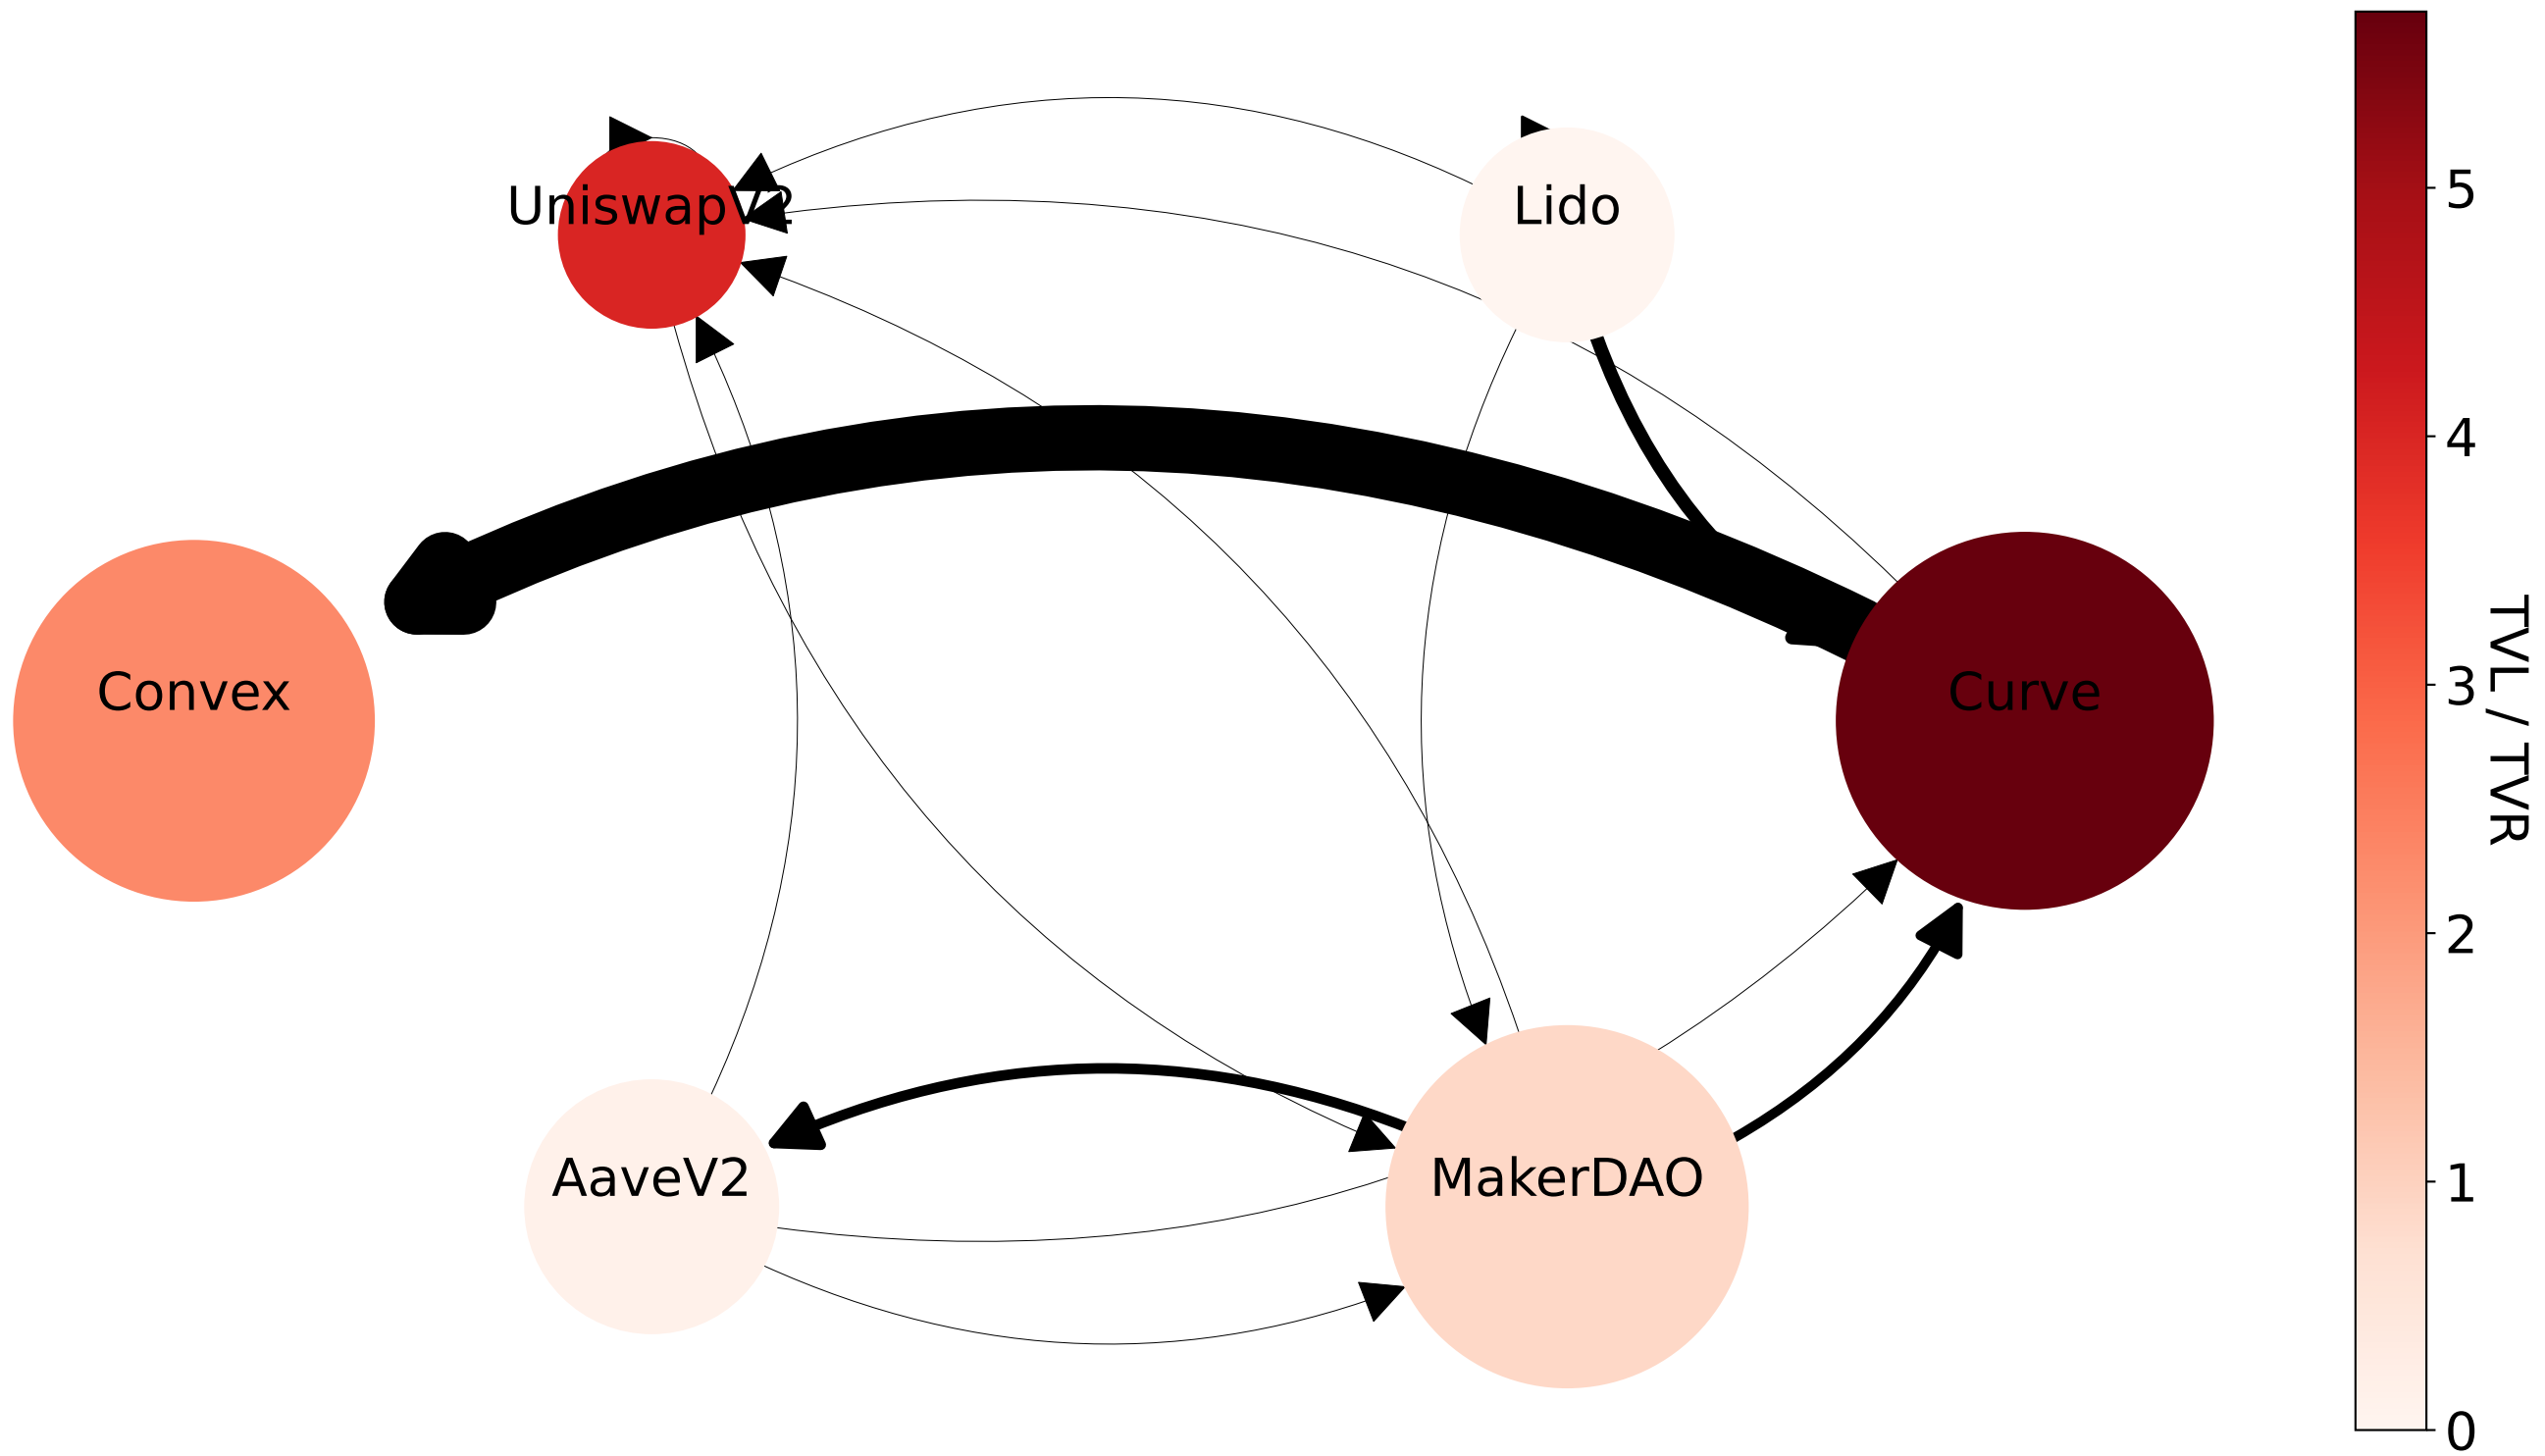 UniswapV2
Lido
Convex
Curve
AaveV2
MakerDAO
5
4
3
2
1
0
TVL / TVR